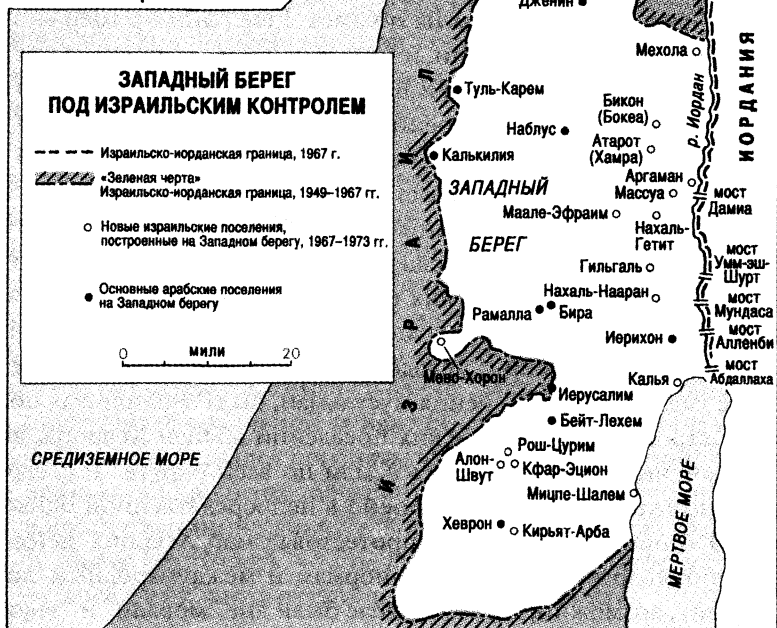 Дженин
ЗАПАДНЫЙ БЕРЕГ
ПОД ИЗРАИЛЬСКИМ КОНТРОЛЕМ
Израильско-иорданская граница, 1967 г.
«Зеленая черта»
Израильско-иорданская граница, 1949–1967 гг.
Новые израильские поселения,
построенные на Западном берегу, 1967–1973 гг.
Основные арабские поселения
на Западном берегу
0 МИЛИ 20
СРЕДИЗЕМНОЕ МОРЕ
ИЗРАИЛ
Мехола
Туль-Карем
Бикон
(Бокеа)
Наблус
Атарот
(Хамра)
Калькилия
р. Иордан
ИОРДАНИЯ
Аргаман
ЗАПАДНЫЙ
БЕРЕГ
Массуа
мост
Дамиа
Маале-Эфраим
Нахаль-
Гетит
мост
Умм-эш-
Шурт
Гильгаль
Нахаль-Нааран
мост
Мундаса
Рамалла
Бира
Иерихон
мост
Алленби
Мево-Хорон
Калья
мост
Абдаллаха
Иерусалим
Бейт-Лехем
Рош-Цурим
Алон-
Швут
Кфар-Эцион
Мицпе-Шалем
Хеврон
Кирьят-Арба
МЕРТВОЕ МОРЕ